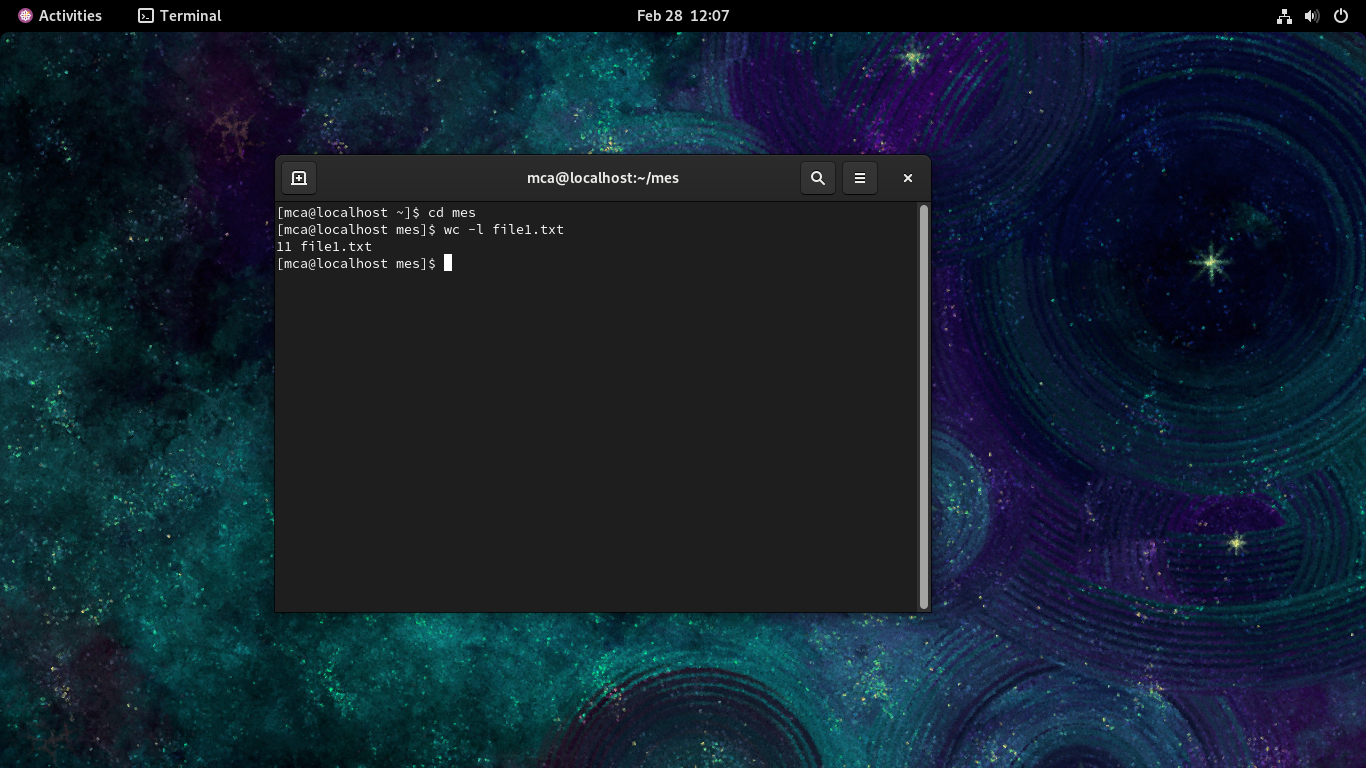 Activities Terminal Feb 28 12:07
mca@localhost:~/mes
[mca@localhost ~]$ cd mes
[mca@localhost mes]$ wc -l file1.txt
11 file1.txt
[mca@localhost mes]$